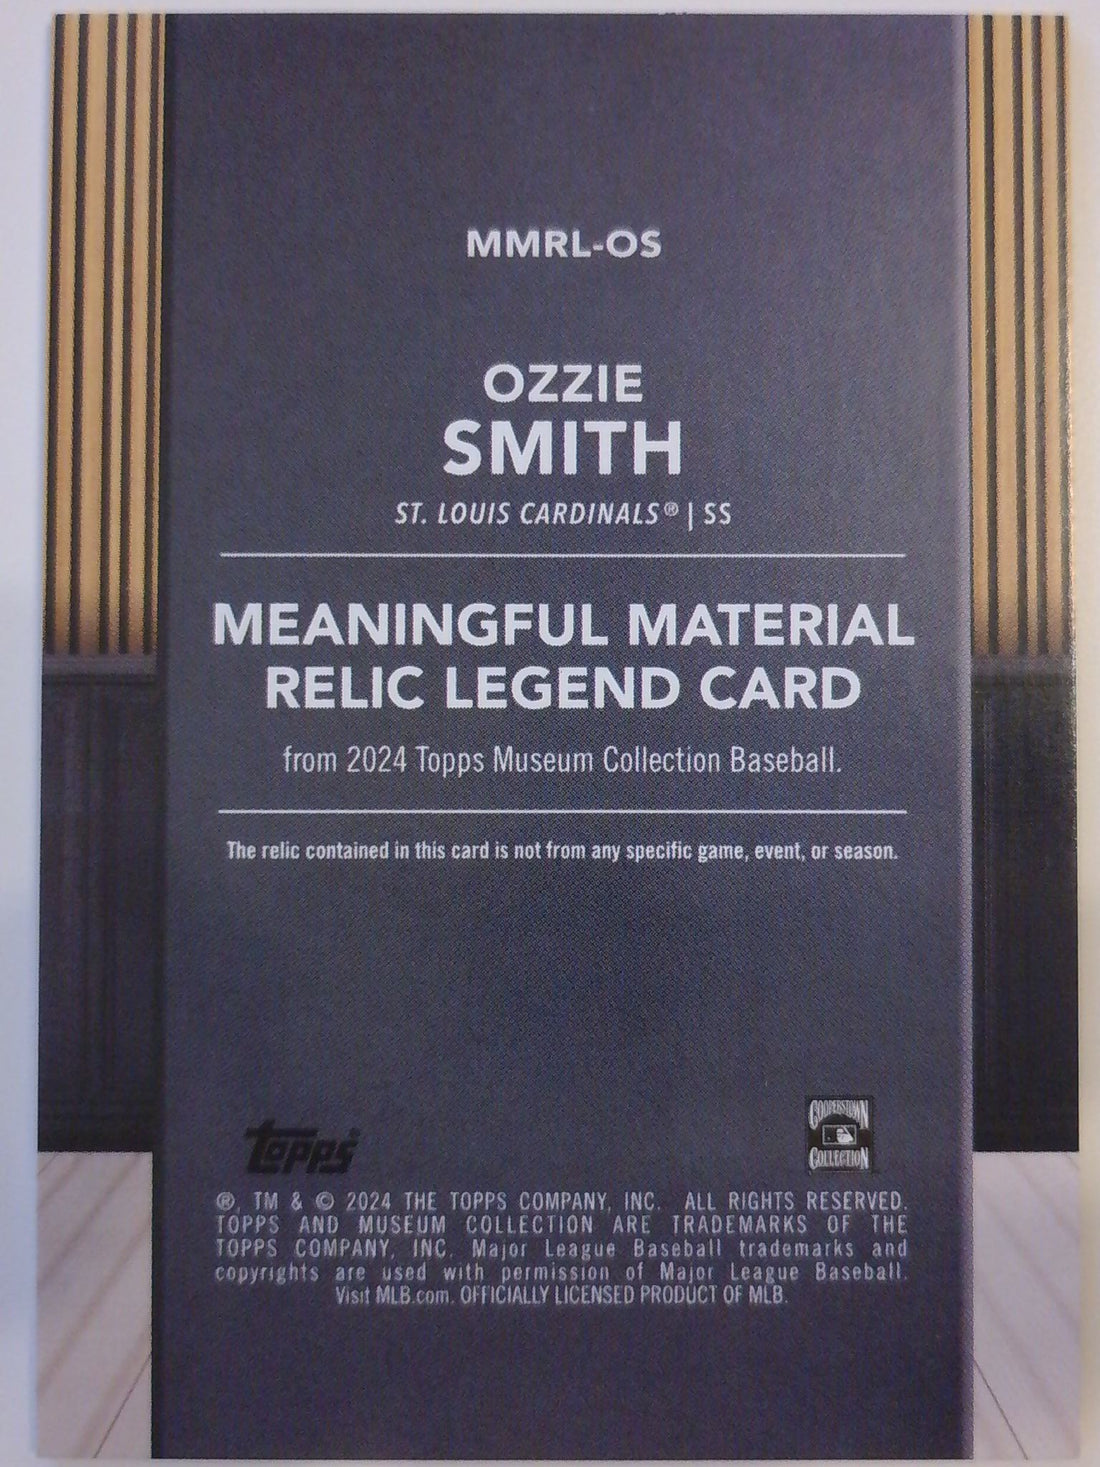 MMRL-OS
OZZIE
SMITH
ST. LOUIS CARDINALS® | SS
MEANINGFUL MATERIAL
RELIC LEGEND CARD
from 2024 Topps Museum Collection Baseball.
The relic contained in this card is not from any specific game, event, or season.
topps
COOPERSTOWN
COLLECTION
®, TM & © 2024 THE TOPPS COMPANY, INC. ALL RIGHTS RESERVED.
TOPPS AND MUSEUM COLLECTION ARE TRADEMARKS OF THE
TOPPS COMPANY, INC. Major League Baseball trademarks and
copyrights are used with permission of Major League Baseball.
Visit MLB.com. OFFICIALLY LICENSED PRODUCT OF MLB.